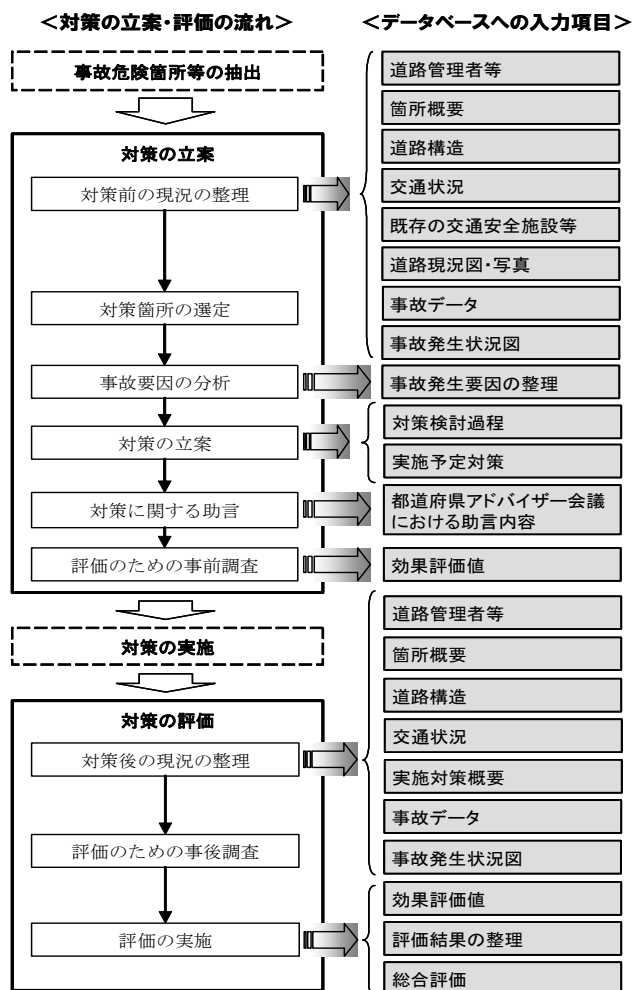 ＜対策の立案･評価の流れ＞
事故危険箇所等の抽出
対策の立案
対策前の現況の整理
対策箇所の選定
事故要因の分析
対策の立案
対策に関する助言
評価のための事前調査
対策の実施
対策の評価
対策後の現況の整理
評価のための事後調査
評価の実施
＜データベースへの入力項目＞
道路管理者等
箇所概要
道路構造
交通状況
既存の交通安全施設等
道路現況図･写真
事故データ
事故発生状況図
事故発生要因の整理
対策検討過程
実施予定対策
都道府県アドバイザー会議
における助言内容
効果評価値
道路管理者等
箇所概要
道路構造
交通状況
実施対策概要
事故データ
事故発生状況図
効果評価値
評価結果の整理
総合評価